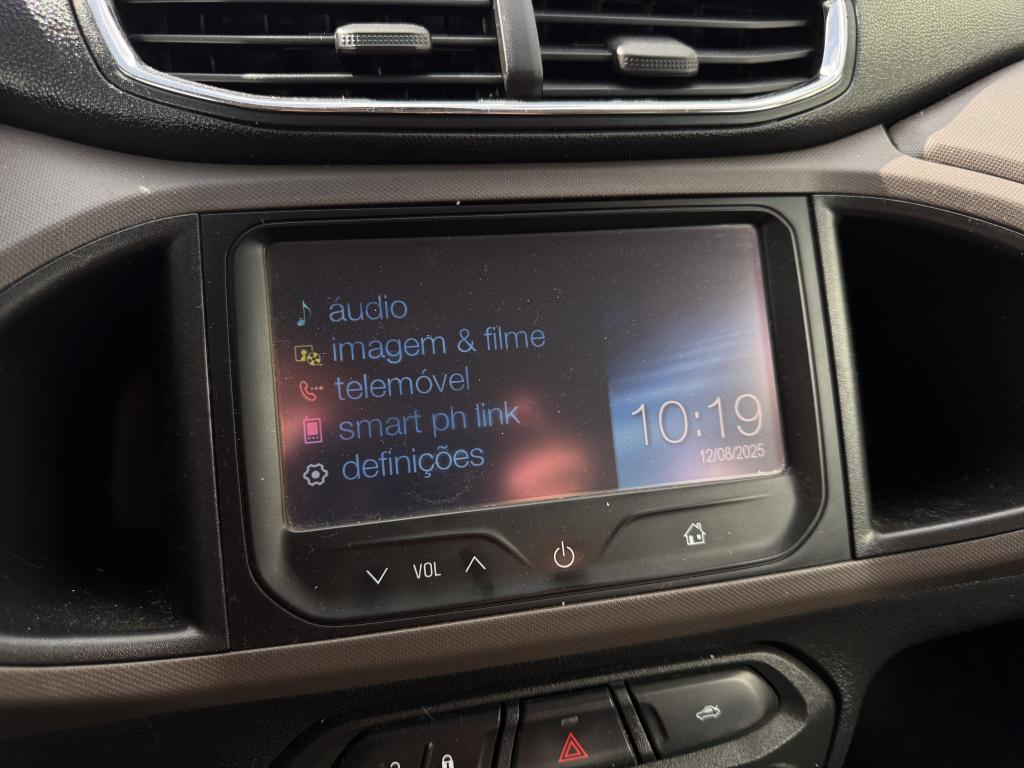 áudio
imagem & filme
telemóvel
smart ph link
definições
10:19
12/08/2025
VOL